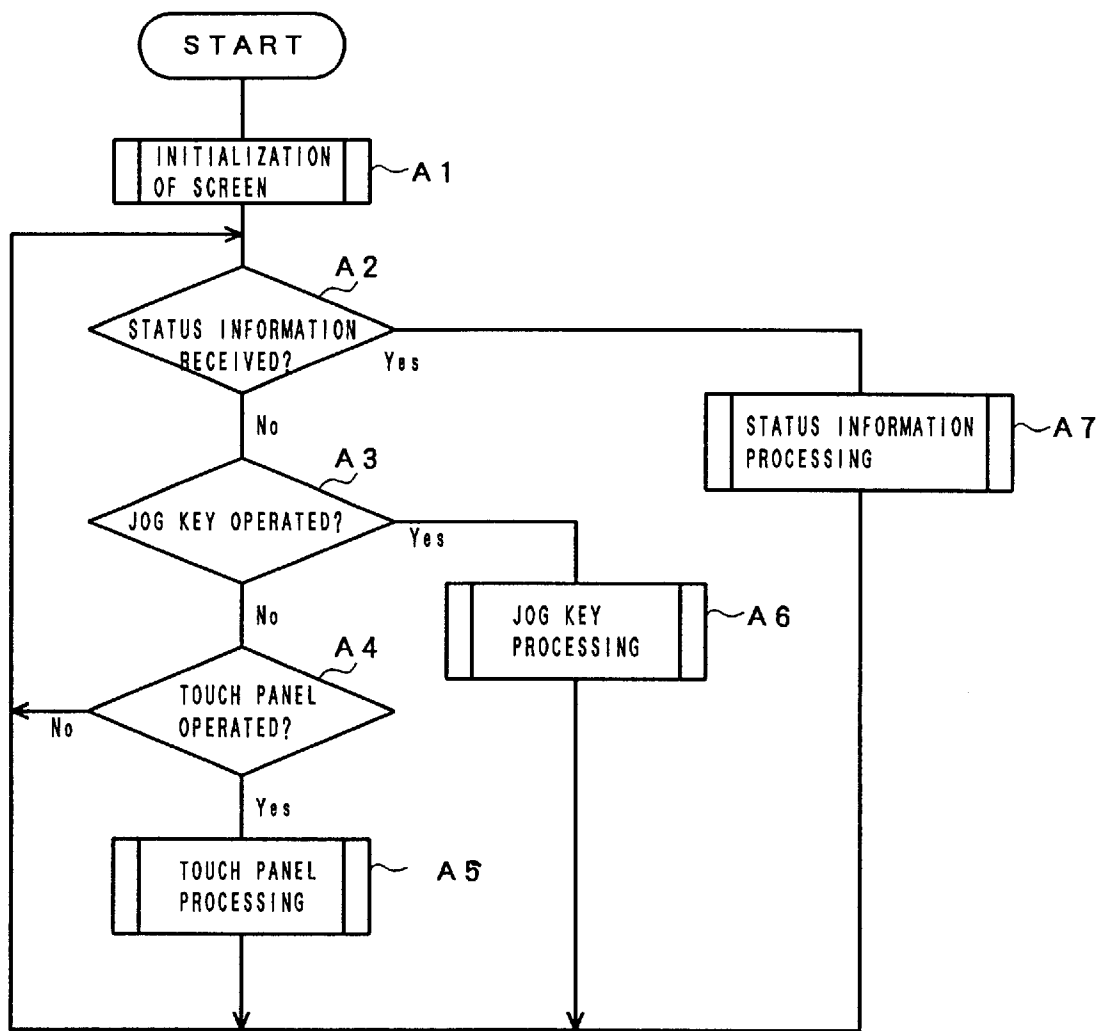 START
INITIALIZATION
OF SCREEN
A1
A2
STATUS INFORMATION
RECEIVED?
Yes
No
STATUS INFORMATION
PROCESSING
A7
A3
JOG KEY OPERATED?
Yes
No
JOG KEY
PROCESSING
A6
A4
TOUCH PANEL
OPERATED?
No
Yes
TOUCH PANEL
PROCESSING
A5